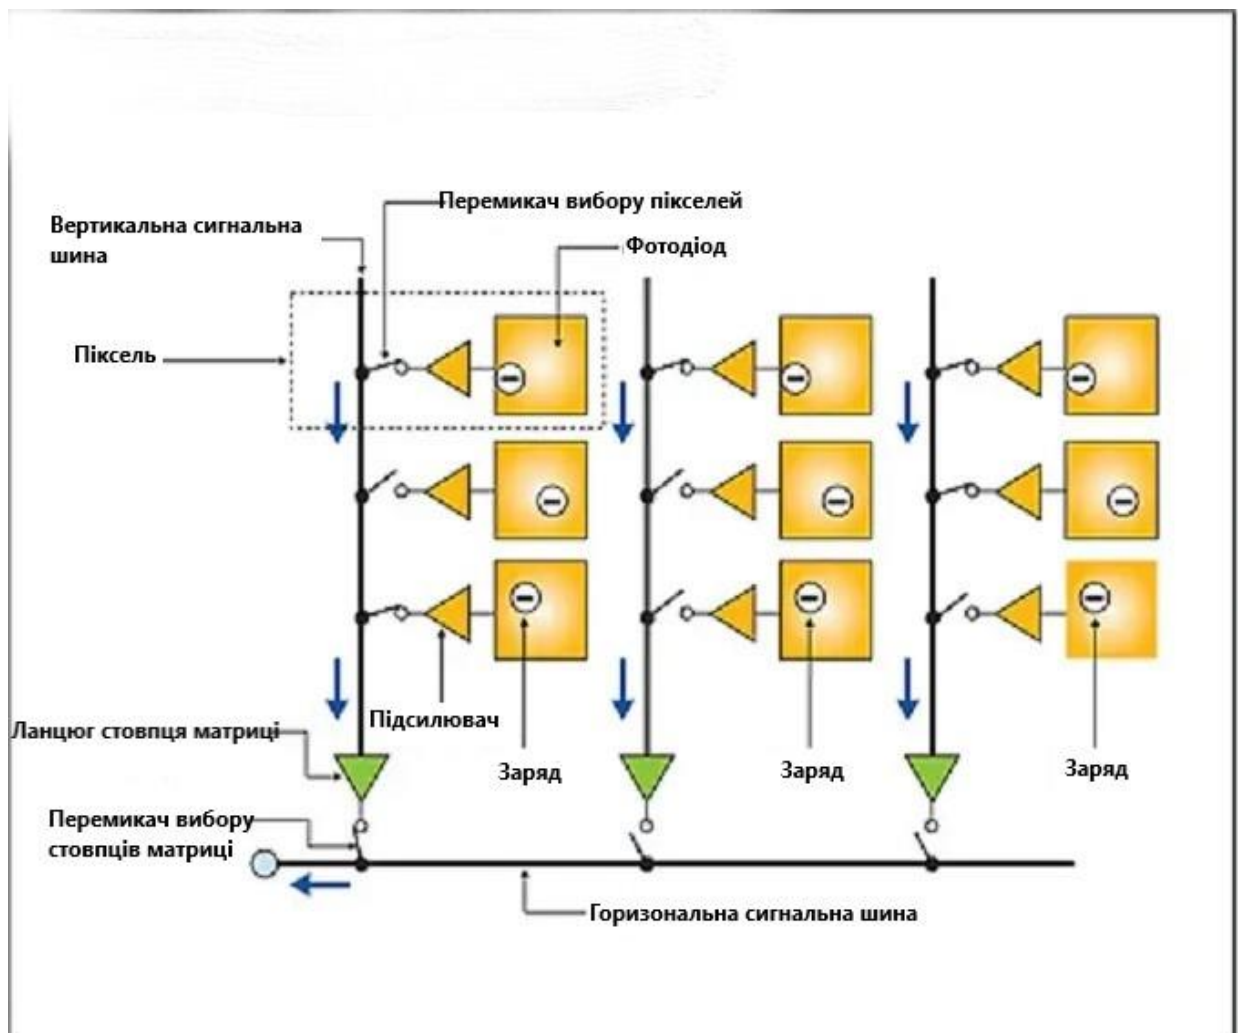 Перемикач вибору пікселей
Вертикальна сигнальна
шина
Фотодіод
Піксель
Підсилювач
Ланцюг стовпця матриці
Заряд
Заряд
Заряд
Перемикач вибору
стовпців матриці
Горизональна сигнальна шина